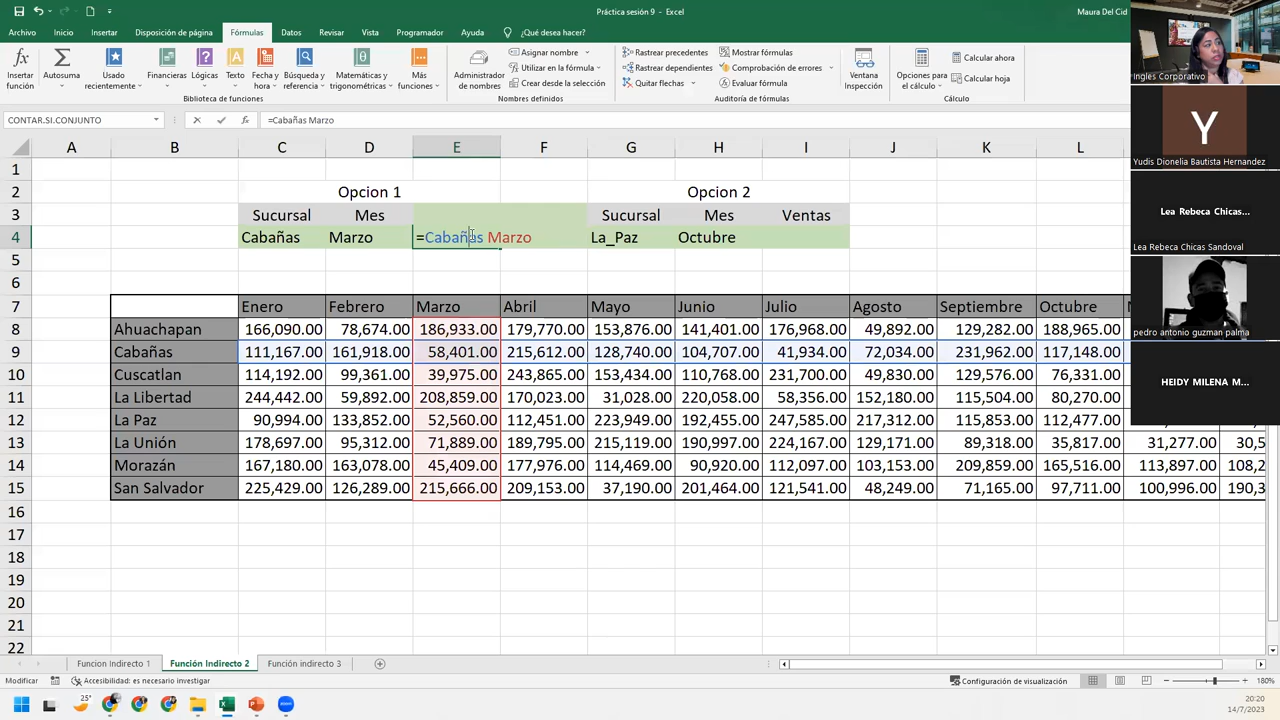 Práctica sesión 9 - Excel
Maura Del Cid
Archivo Inicio Insertar Disposición de página Fórmulas Datos Revisar Vista Programador Ayuda ¿Qué desea hacer?
Insertar función
Autosuma
Usado recientemente
Financieras
Lógicas
Texto
Fecha y hora
Búsqueda y referencia
Matemáticas y trigonométricas
Más funciones
Biblioteca de funciones
Administrador de nombres
Asignar nombre
Utilizar en la fórmula
Crear desde la selección
Nombres definidos
Rastrear precedentes
Rastrear dependientes
Quitar flechas
Mostrar fórmulas
Comprobación de errores
Evaluar fórmula
Auditoría de fórmulas
Ventana Inspección
Opciones para el cálculo
Calcular ahora
Calcular hoja
Cálculo
CONTAR.SI.CONJUNTO
fx =Cabañas Marzo
A B C D E F G H I J K L
1
2 Opcion 1 Opcion 2
3 Sucursal Mes Sucursal Mes Ventas
4 Cabañas Marzo =Cabañas Marzo La_Paz Octubre
5
6
7 Enero Febrero Marzo Abril Mayo Junio Julio Agosto Septiembre Octubre
8 Ahuachapan 166,090.00 78,674.00 186,933.00 179,770.00 153,876.00 141,401.00 176,968.00 49,892.00 129,282.00 188,965.00
9 Cabañas 111,167.00 161,918.00 58,401.00 215,612.00 128,740.00 104,707.00 41,934.00 72,034.00 231,962.00 117,148.00
10 Cuscatlan 114,192.00 99,361.00 39,975.00 243,865.00 153,434.00 110,768.00 231,700.00 49,830.00 129,576.00 76,331.00
11 La Libertad 244,442.00 59,892.00 208,859.00 170,023.00 31,028.00 220,058.00 58,356.00 152,180.00 115,504.00 80,270.00
12 La Paz 90,994.00 133,852.00 52,560.00 112,451.00 223,949.00 192,455.00 247,585.00 217,312.00 115,853.00 112,477.00
13 La Unión 178,697.00 95,312.00 71,889.00 189,795.00 215,119.00 190,997.00 224,167.00 129,171.00 89,318.00 35,817.00 31,277.00 30,5
14 Morazán 167,180.00 163,078.00 45,409.00 177,976.00 114,469.00 90,920.00 112,097.00 103,153.00 209,859.00 165,516.00 113,897.00 108,2
15 San Salvador 225,429.00 126,289.00 215,666.00 209,153.00 37,190.00 201,464.00 121,541.00 48,249.00 71,165.00 97,711.00 100,996.00 190,3
16
17
18
19
20
21
22
Funcion Indirecto 1 Función Indirecto 2 Función indirecto 3
Modificar Accesibilidad: es necesario investigar Configuración de visualización 180%
25°
20:20
14/7/2023
Ingles Corporativo
Y
Yudis Dionelia Bautista Hernandez
Lea Rebeca Chicas...
Lea Rebeca Chicas Sandoval
pedro antonio guzman palma
HEIDY MILENA M...